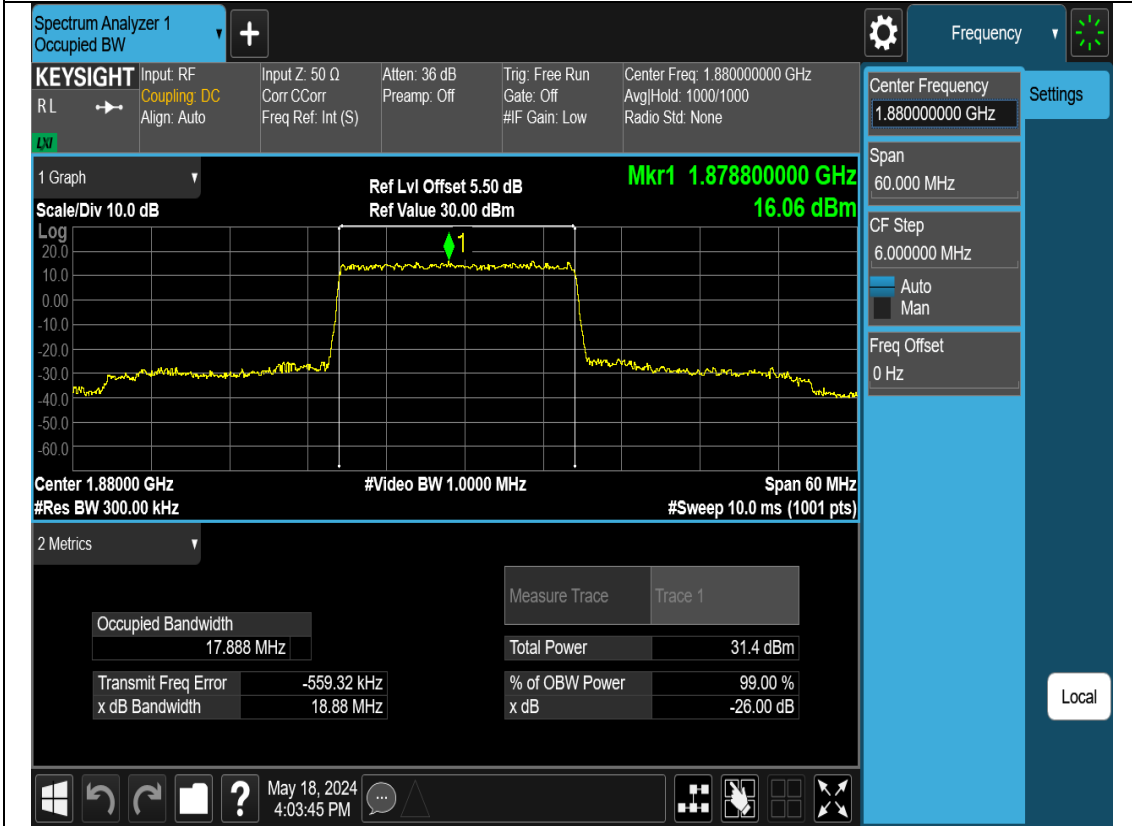 Spectrum Analyzer 1
Occupied BW
+
Frequency
KEYSIGHT
R L
LXI
Input: RF
Coupling: DC
Align: Auto
Input Z: 50 Ω
Corr CCorr
Freq Ref: Int (S)
Atten: 36 dB
Preamp: Off
Trig: Free Run
Gate: Off
#IF Gain: Low
Center Freq: 1.880000000 GHz
Avg|Hold: 1000/1000
Radio Std: None
Center Frequency
1.880000000 GHz
Settings
Span
60.000 MHz
CF Step
6.000000 MHz
Auto
Man
Freq Offset
0 Hz
Local
1 Graph
Scale/Div 10.0 dB
Ref Lvl Offset 5.50 dB
Ref Value 30.00 dBm
Mkr1 1.878800000 GHz
16.06 dBm
Log
1
20.0
10.0
0.00
-10.0
-20.0
-30.0
-40.0
-50.0
-60.0
Center 1.88000 GHz
#Video BW 1.0000 MHz
Span 60 MHz
#Res BW 300.00 kHz
#Sweep 10.0 ms (1001 pts)
2 Metrics
Measure Trace Trace 1
Occupied Bandwidth
17.888 MHz
Total Power 31.4 dBm
Transmit Freq Error -559.32 kHz
% of OBW Power 99.00 %
x dB Bandwidth 18.88 MHz
x dB -26.00 dB
?
May 18, 2024
4:03:45 PM